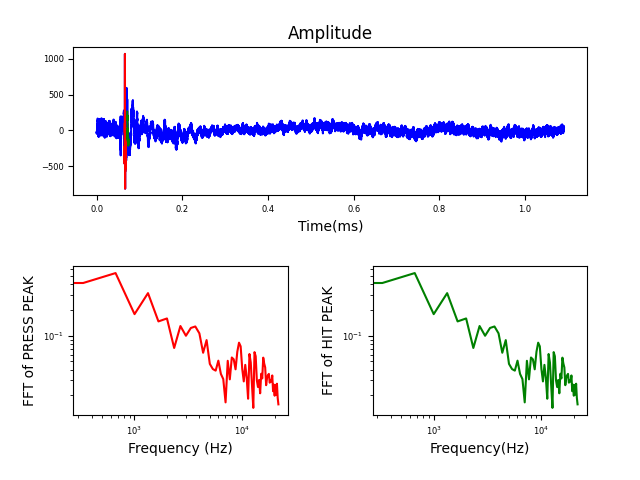 Amplitude
1000
500
0
−500
0.0 0.2 0.4 0.6 0.8 1.0
Time(ms)
FFT of PRESS PEAK
10⁻¹
10³ 10⁴
Frequency (Hz)
FFT of HIT PEAK
10⁻¹
10³ 10⁴
Frequency(Hz)